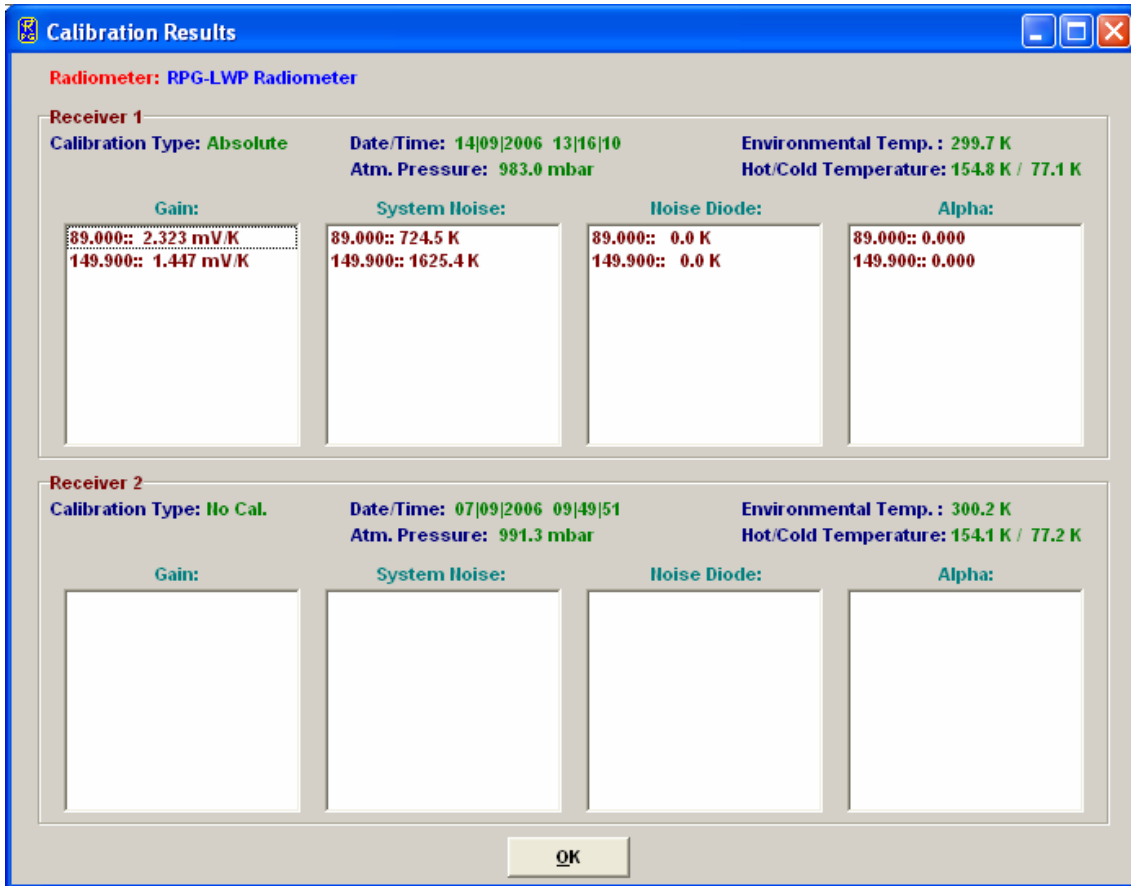 Calibration Results
Radiometer: RPG-LWP Radiometer
Receiver 1
Calibration Type: Absolute Date/Time: 14|09|2006 13|16|10 Environmental Temp. : 299.7 K
Atm. Pressure: 983.0 mbar Hot/Cold Temperature: 154.8 K / 77.1 K
Gain: System Noise: Noise Diode: Alpha:
89.000:: 2.323 mV/K 89.000:: 724.5 K 89.000:: 0.0 K 89.000:: 0.000
149.900:: 1.447 mV/K 149.900:: 1625.4 K 149.900:: 0.0 K 149.900:: 0.000
Receiver 2
Calibration Type: No Cal. Date/Time: 07|09|2006 09|49|51 Environmental Temp. : 300.2 K
Atm. Pressure: 991.3 mbar Hot/Cold Temperature: 154.1 K / 77.2 K
Gain: System Noise: Noise Diode: Alpha:
OK